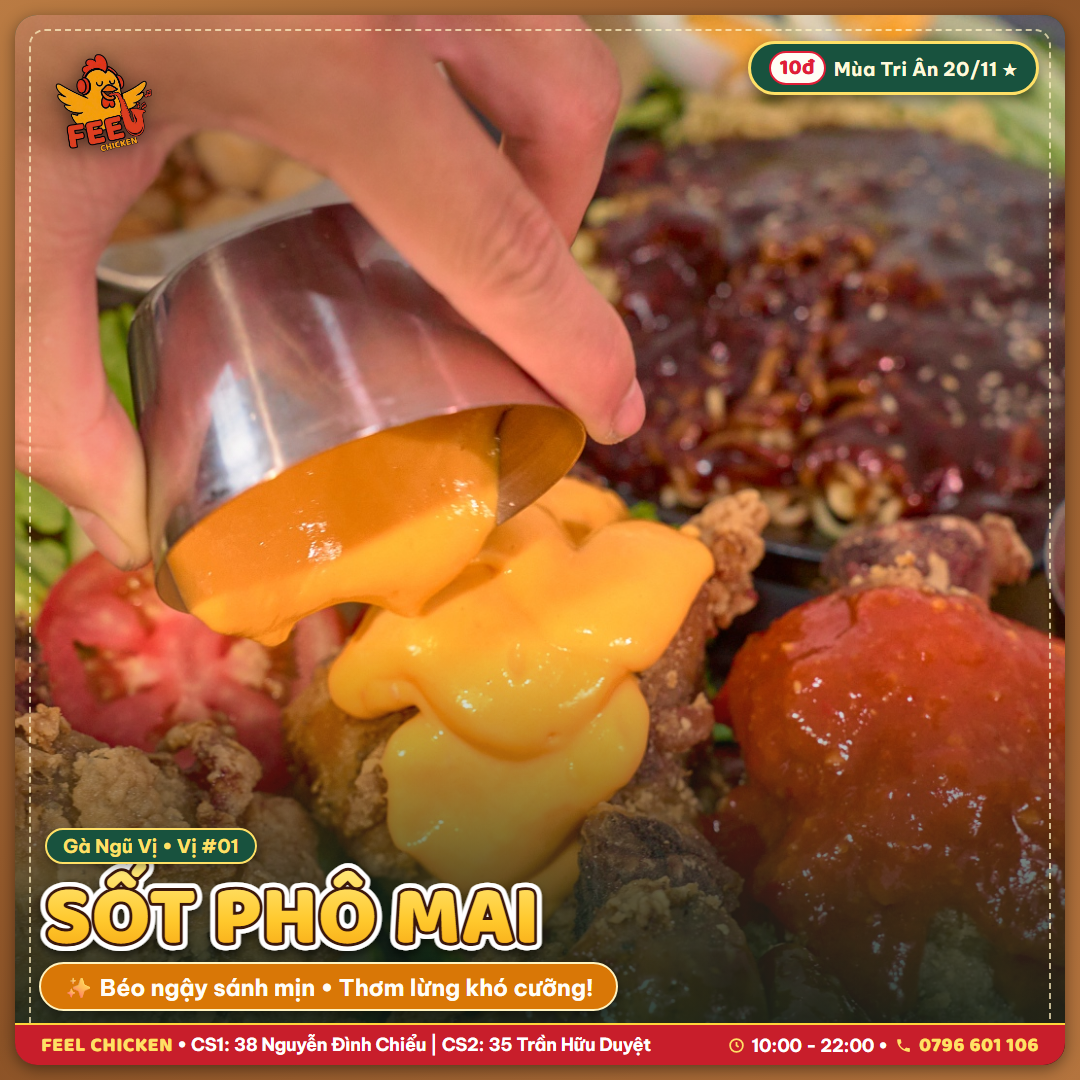 FEEL
CHICKEN
10đ Mùa Tri Ân 20/11 ★
Gà Ngũ Vị • Vị #01
SỐT PHÔ MAI
✨ Béo ngậy sánh mịn • Thơm lừng khó cưỡng!
FEEL CHICKEN • CS1: 38 Nguyễn Đình Chiểu | CS2: 35 Trần Hữu Duyệt 10:00 - 22:00 • 0796 601 106